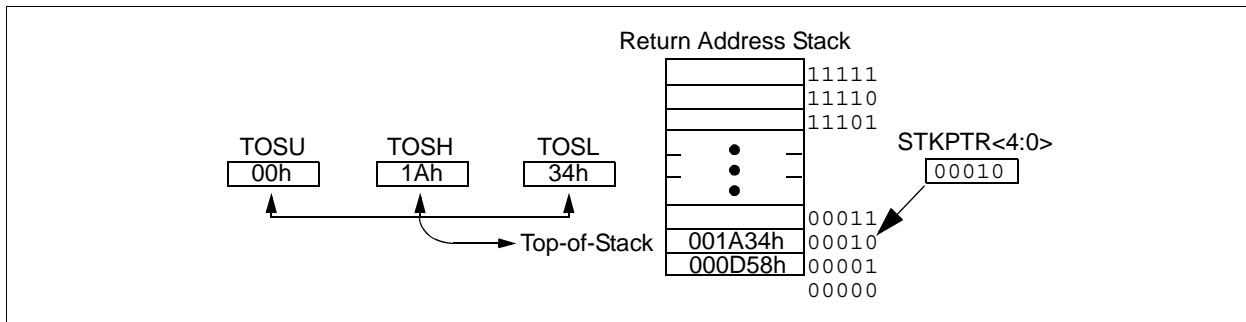 Return Address Stack
11111
11110
11101
TOSU TOSH TOSL
00h 1Ah 34h
STKPTR<4:0>
00010
00011
Top-of-Stack 001A34h 00010
000D58h 00001
00000